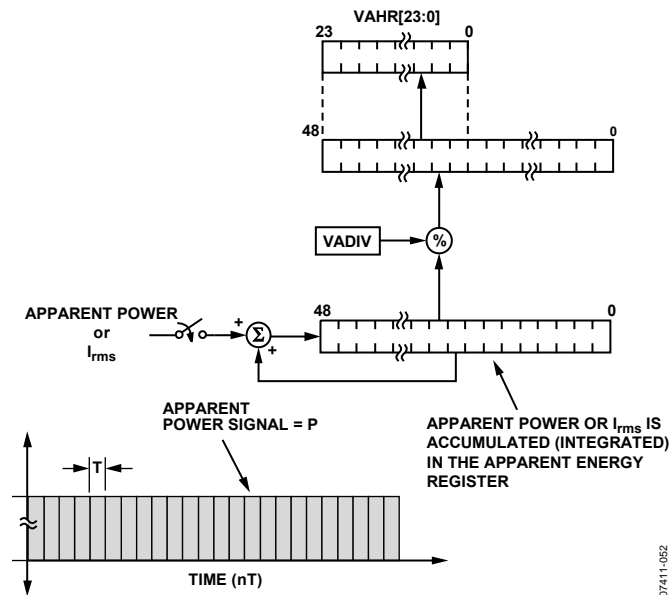 VAHR[23:0]
23 0
48 0
VADIV
%
48 0
APPARENT POWER
or
Irms
+
Σ
+
APPARENT
POWER SIGNAL = P
APPARENT POWER OR Irms IS
ACCUMULATED (INTEGRATED)
IN THE APPARENT ENERGY
REGISTER
T
TIME (nT)
07411-052